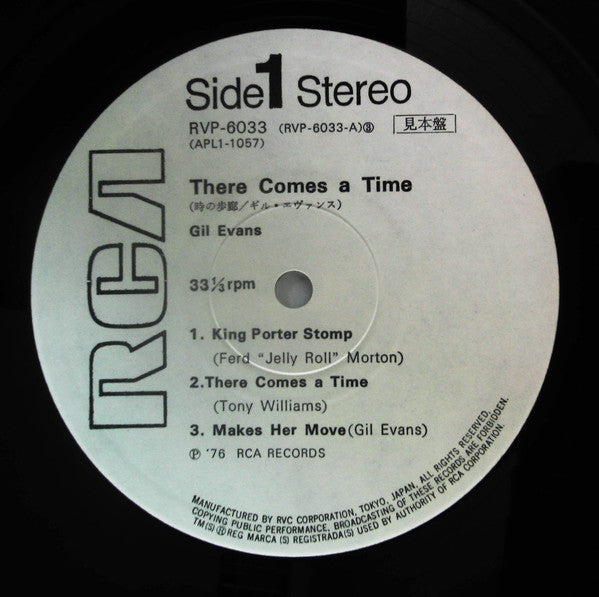 Side 1 Stereo
RVP-6033 (RVP-6033-A)Ⓢ 見本盤
(APL1-1057)
There Comes a Time
(時の歩廊/ギル・エヴァンス)
Gil Evans
RCA
33⅓rpm
1. King Porter Stomp
(Ferd "Jelly Roll" Morton)
2.There Comes a Time
(Tony Williams)
3. Makes Her Move(Gil Evans)
Ⓟ '76 RCA RECORDS
MANUFACTURED BY RVC CORPORATION, TOKYO, JAPAN, ALL RIGHTS RESERVED,
COPYING PUBLIC PERFORMANCE, BROADCASTING OF THESE RECORDS ARE FORBIDDEN.
TM(S) Ⓡ REG MARCA (S) REGISTRADA(S) USED BY AUTHORITY OF RCA CORPORATION.